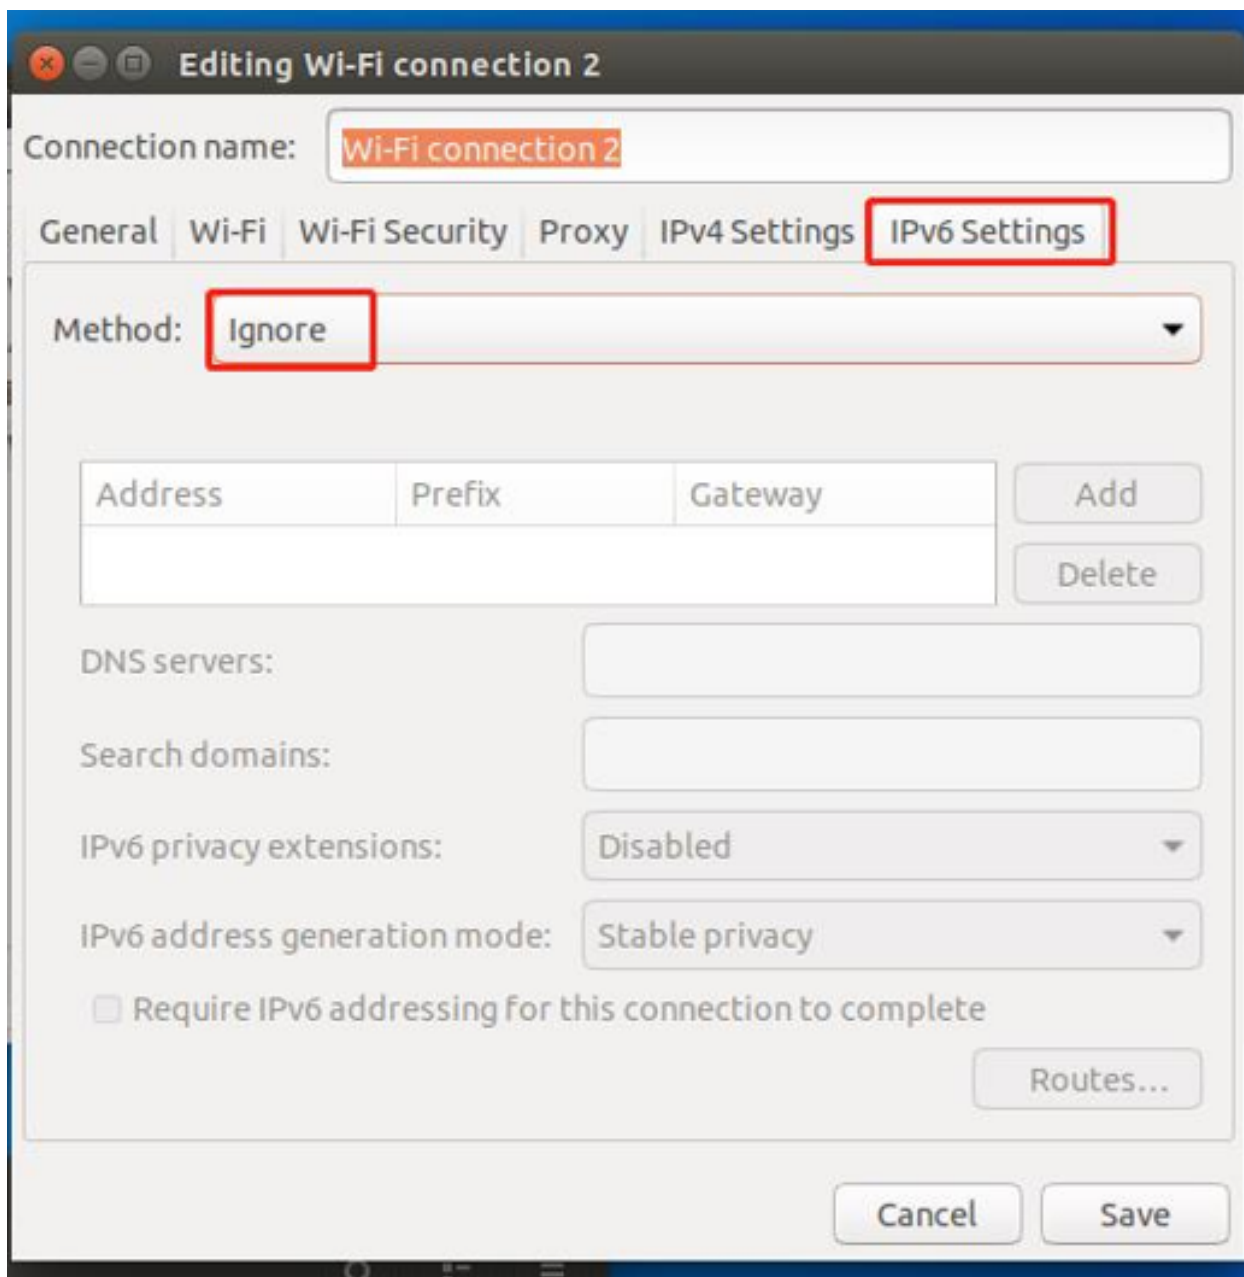 Editing Wi-Fi connection 2
Connection name: Wi-Fi connection 2
General Wi-Fi Wi-Fi Security Proxy IPv4 Settings IPv6 Settings
Method: Ignore
Address Prefix Gateway Add
Delete
DNS servers:
Search domains:
IPv6 privacy extensions: Disabled
IPv6 address generation mode: Stable privacy
Require IPv6 addressing for this connection to complete
Routes...
Cancel Save